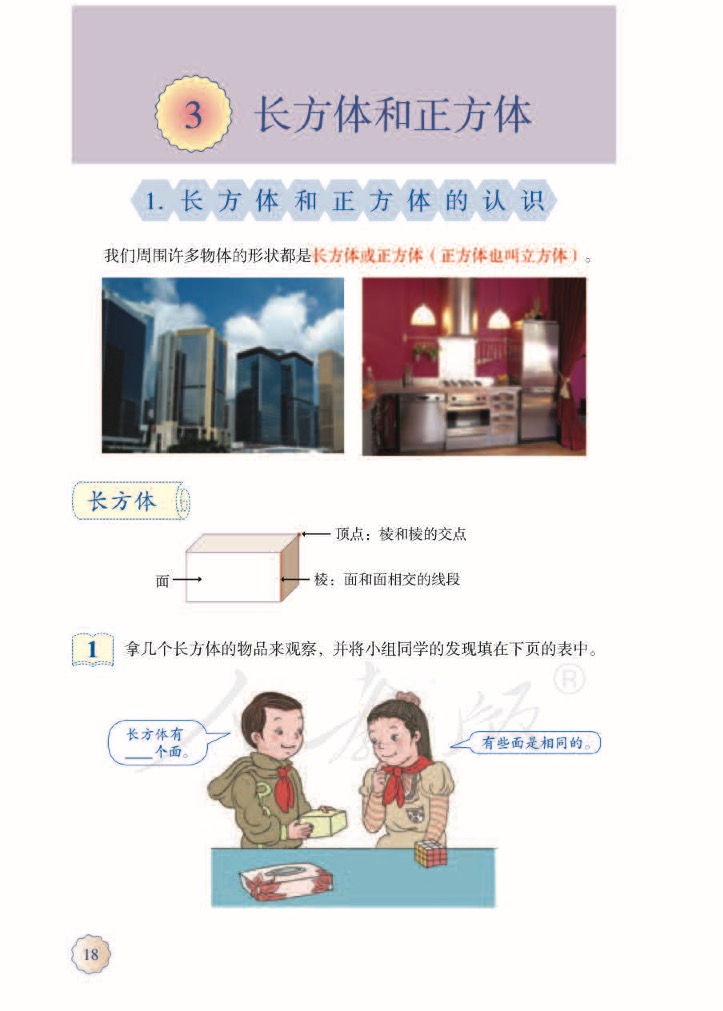 3 长方体和正方体
1. 长方体和正方体的认识
我们周围许多物体的形状都是长方体或正方体（正方体也叫立方体）。
长方体
顶点：棱和棱的交点
面
棱：面和面相交的线段
1 拿几个长方体的物品来观察，并将小组同学的发现填在下页的表中。
人教版®
长方体有
____个面。
有些面是相同的。
18